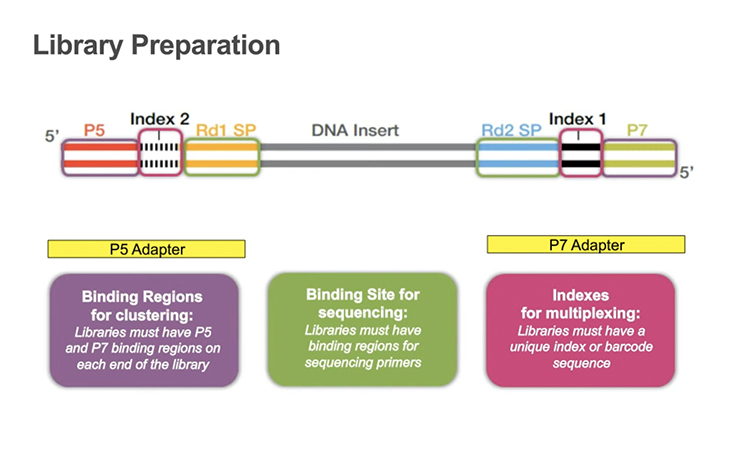 Library Preparation
Index 2
Index 1
5’
P5
Rd1 SP
DNA Insert
Rd2 SP
P7
5’
P5 Adapter
P7 Adapter
Binding Regions
for clustering:
Libraries must have P5
and P7 binding regions on
each end of the library
Binding Site for
sequencing:
Libraries must have
binding regions for
sequencing primers
Indexes
for multiplexing:
Libraries must have a
unique index or barcode
sequence